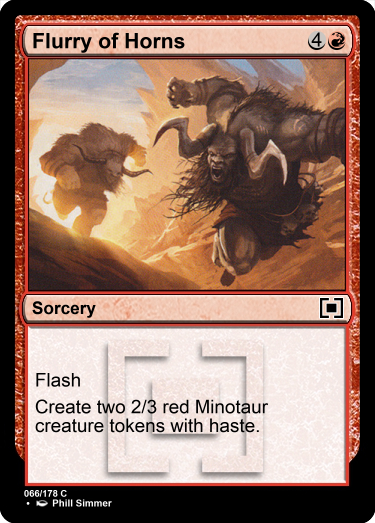 Flurry of Horns 4
Sorcery
Flash
Create two 2/3 red Minotaur
creature tokens with haste.
066/178 C
• Phill Simmer